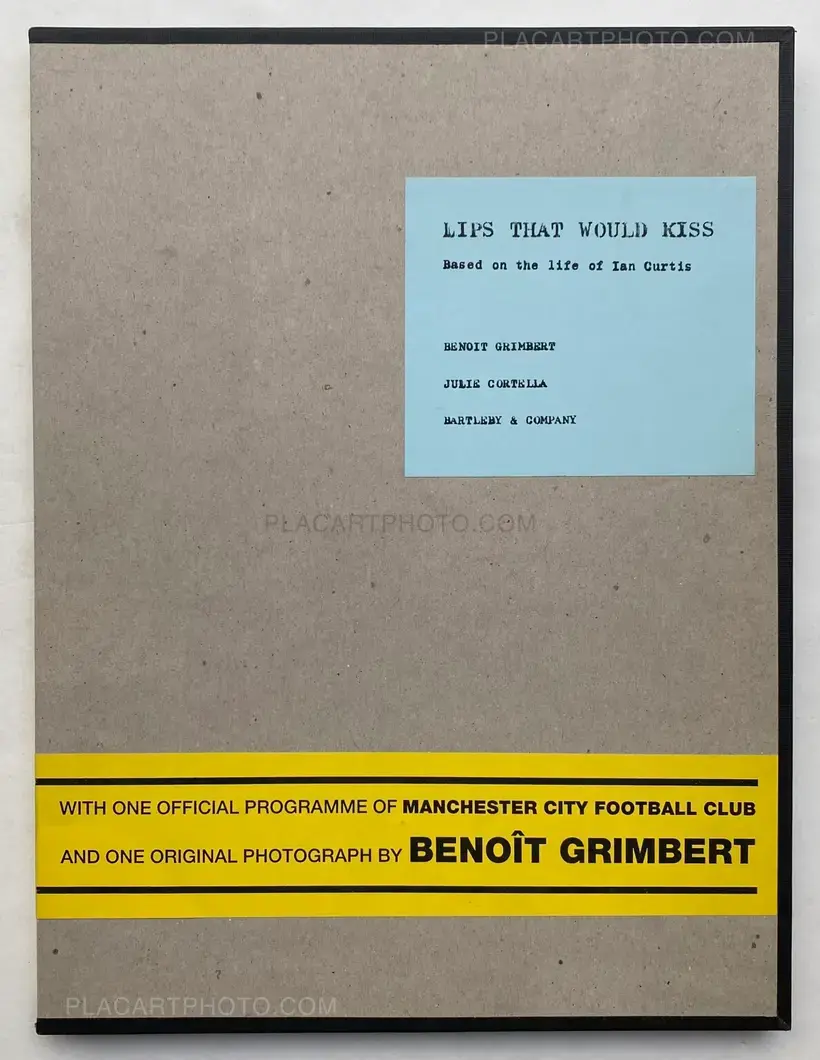 PLACARTPHOTO.COM
LIPS THAT WOULD KISS
Based on the life of Ian Curtis
BENOIT GRIMBERT
JULIE CORTELLA
BARTLEBY & COMPANY
PLACARTPHOTO.COM
WITH ONE OFFICIAL PROGRAMME OF MANCHESTER CITY FOOTBALL CLUB
AND ONE ORIGINAL PHOTOGRAPH BY BENOÎT GRIMBERT
PLACARTPHOTO.COM